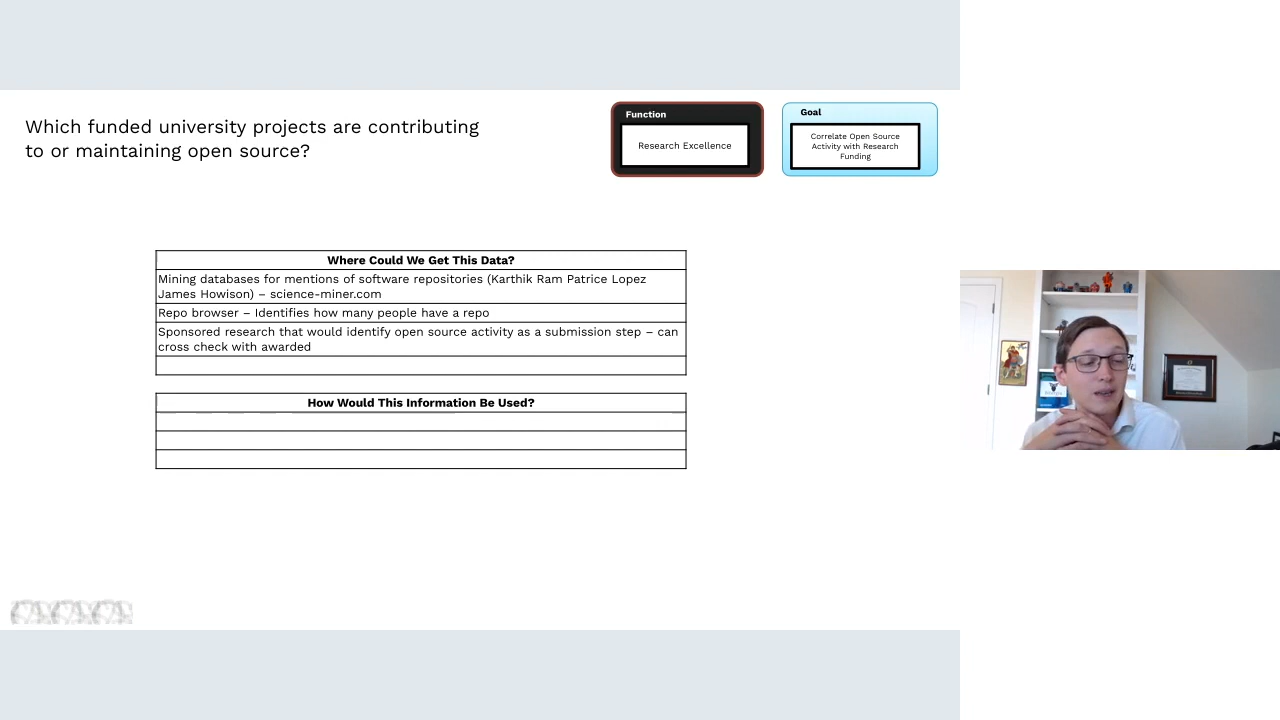 Which funded university projects are contributing
to or maintaining open source?
Function
Research Excellence
Goal
Correlate Open Source
Activity with Research
Funding
Where Could We Get This Data?
Mining databases for mentions of software repositories (Karthik Ram Patrice Lopez
James Howison) – science-miner.com
Repo browser – Identifies how many people have a repo
Sponsored research that would identify open source activity as a submission step – can
cross check with awarded
How Would This Information Be Used?